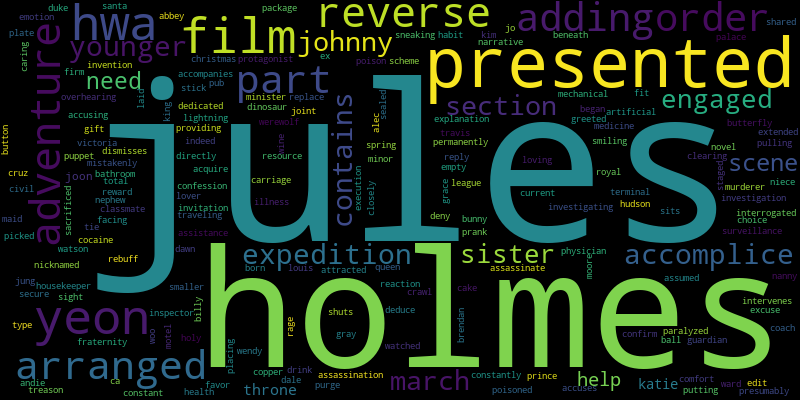 duke santa abbey package sneaking habit kim jo shared
emotion hwa film reverse adding order
plate christmas protagonist ex beneath narrative palace
caring younger invention accompanies johnny poison scheme presented
firm stick pub
overhearing need dedicated minister replace part alec sealed mechanical fit
accusing laid king lightning dinosaur joint section began artificial engaged
button gift providing werewolf contains explanation travis greeted medicine butterfly extended
victoria indeed wine spring permanently smiling pulling
adventure puppet dismisses directly resource minor reply loving novel clearing scene
cruz mistakenly bathroom acquire execution empty royal staged murderer niece
joon total confession carriage closely league current terminal investigation
civil reward lover illness jules grace deny bunny investigating hudson interrogated
maid sacrificed nephew invitation prank sits choice
picked classmate facing traveling surveillance
tie cocaine assistance
nicknamed watson dawn expedition sister physician accomplice
jung rebuff born louis attracted queen assassinate moore assumed nanny
housekeeper smaller holmes reaction crawl cake intervenes
secure sight billy rage deduce excuse
type yeon inspector shuts brendan confirm paralyzed
woo motel holy gray watched ball guardian coach
fraternity placing wendy drink constantly accuses help comfort
arranged copper dale march poisoned prince katie ward edit
andie ca favor throne assassination putting presumably
treason constant health purge